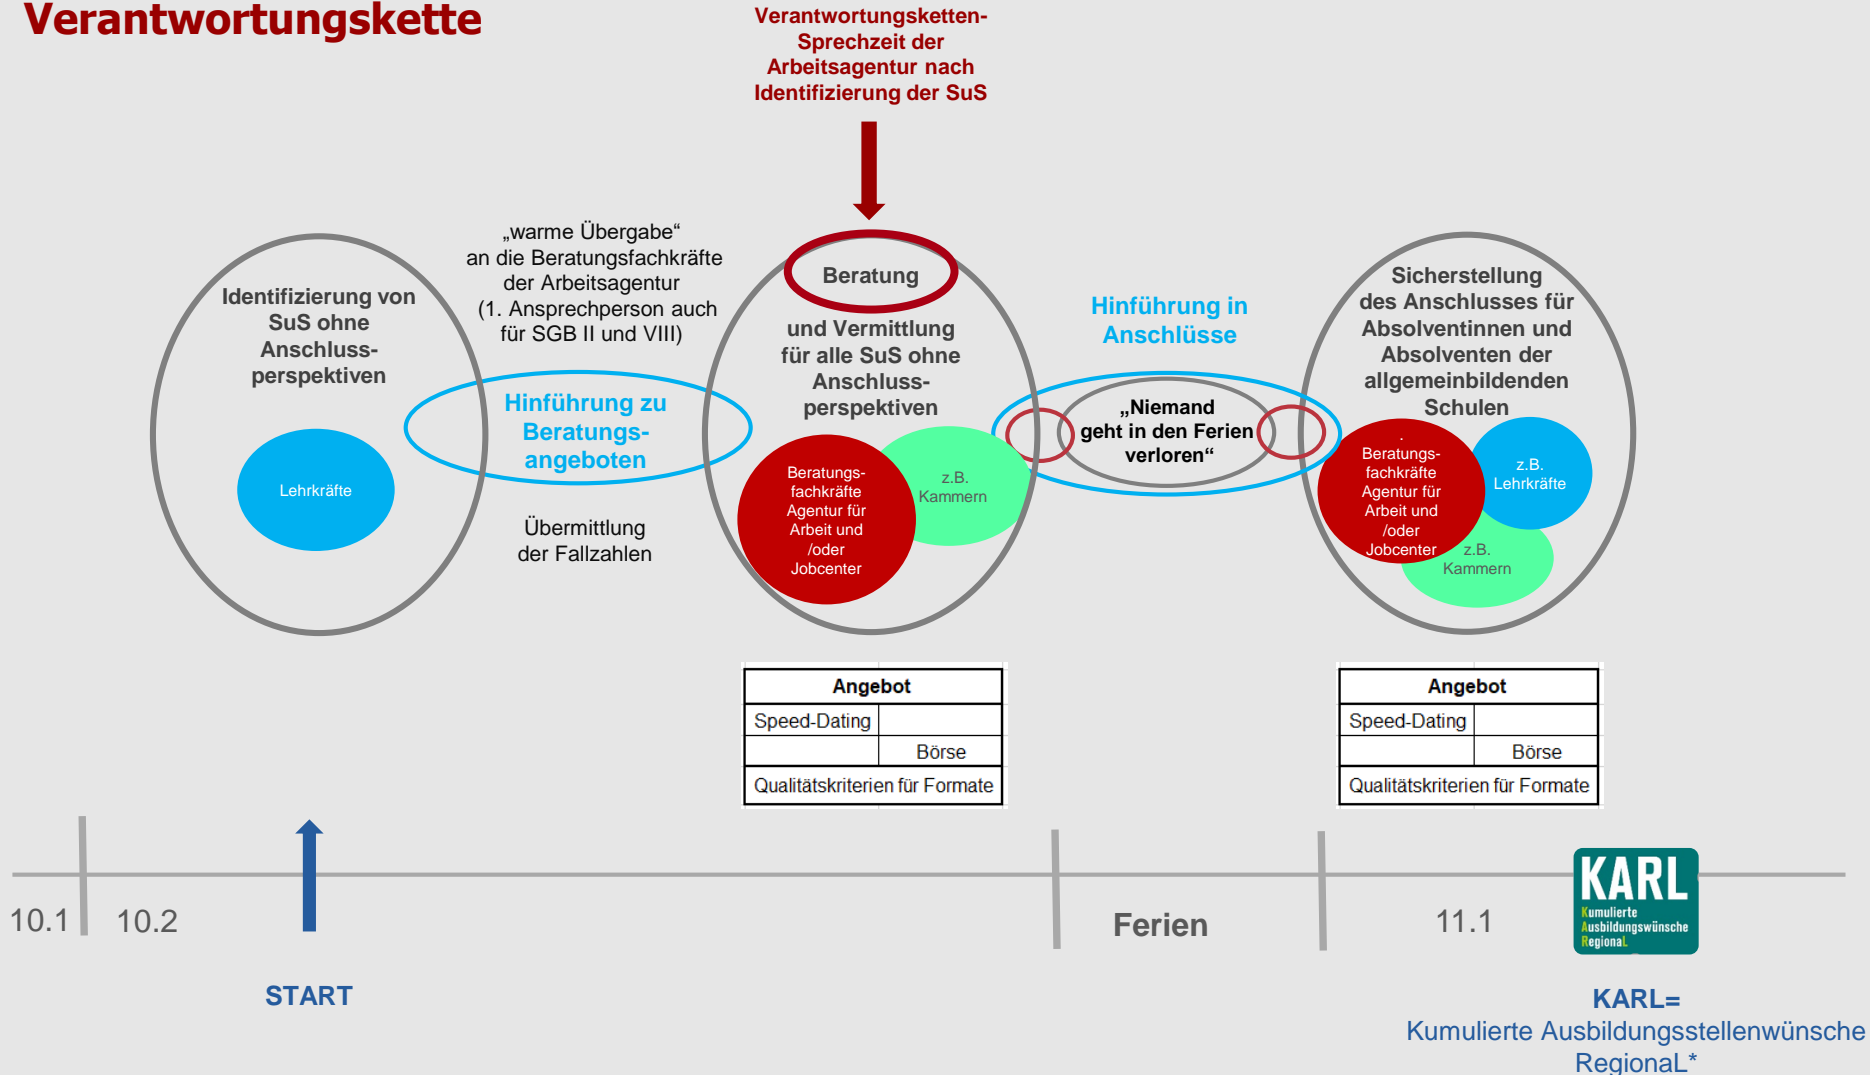 Verantwortungskette
Verantwortungsketten-
Sprechzeit der
Arbeitsagentur nach
Identifizierung der SuS
Identifizierung von
SuS ohne
Anschluss-
perspektiven
Lehrkräfte
„warme Übergabe“
an die Beratungsfachkräfte
der Arbeitsagentur
(1. Ansprechperson auch
für SGB II und VIII)
Hinführung zu
Beratungs-
angeboten
Übermittlung
der Fallzahlen
Beratung
und Vermittlung
für alle SuS ohne
Anschluss-
perspektiven
Beratungs-
fachkräfte
Agentur für
Arbeit und
/oder
Jobcenter
z.B.
Kammern
Hinführung in
Anschlüsse
„Niemand
geht in den Ferien
verloren“
Sicherstellung
des Anschlusses für
Absolventinnen und
Absolventen der
allgemeinbildenden
Schulen
.
Beratungs-
fachkräfte
Agentur für
Arbeit und
/oder
Jobcenter
z.B.
Lehrkräfte
z.B.
Kammern
Angebot
Speed-Dating
Börse
Qualitätskriterien für Formate
Angebot
Speed-Dating
Börse
Qualitätskriterien für Formate
10.1
10.2
Ferien
11.1
KARL
Kumulierte
Ausbildungswünsche
RegionaL
START
KARL=
Kumulierte Ausbildungsstellenwünsche
RegionaL*